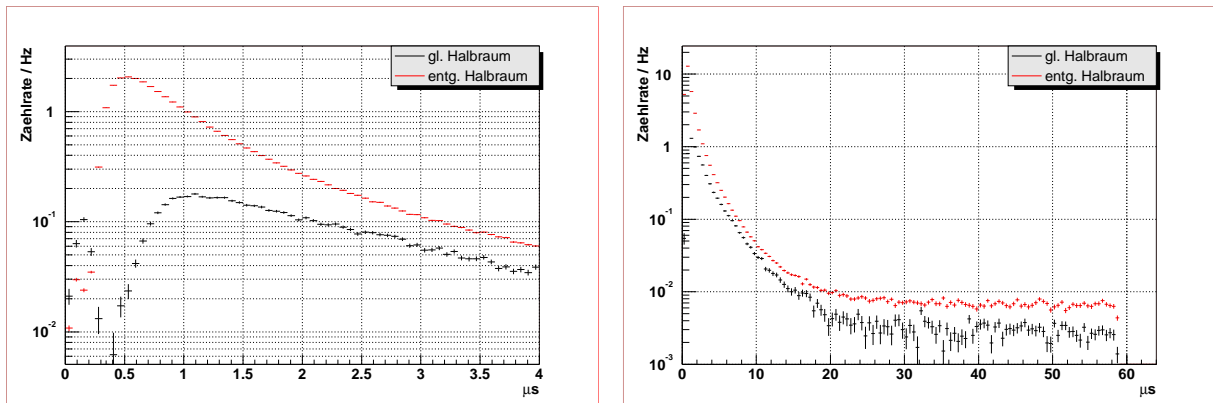 Zaehlrate / Hz
gl. Halbraum
entg. Halbraum
1
10⁻¹
10⁻²
0 0.5 1 1.5 2 2.5 3 3.5 4
μs
Zaehlrate / Hz
gl. Halbraum
entg. Halbraum
10
1
10⁻¹
10⁻²
10⁻³
0 10 20 30 40 50 60
μs